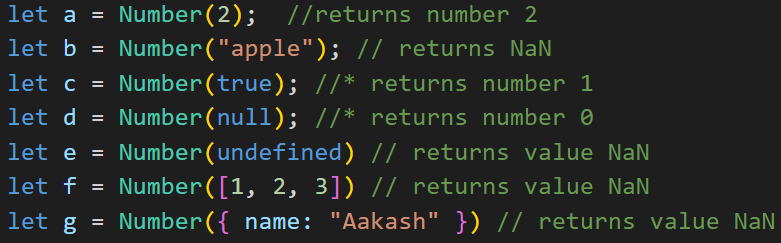 let a = Number(2);  //returns number 2
let b = Number("apple"); // returns NaN
let c = Number(true); //* returns number 1
let d = Number(null); //* returns number 0
let e = Number(undefined) // returns value NaN
let f = Number([1, 2, 3]) // returns value NaN
let g = Number({ name: "Aakash" }) // returns value NaN